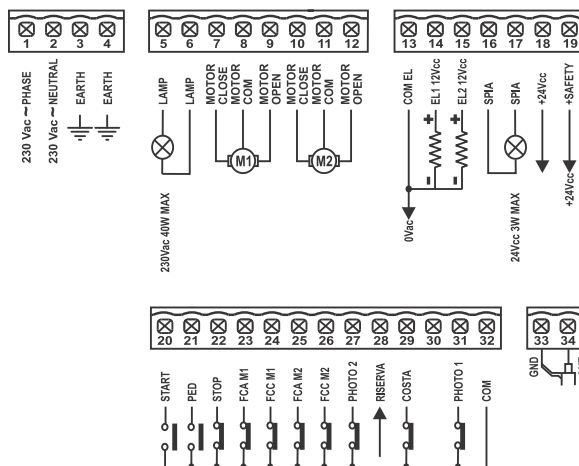 1 2 3 4
5 6 7 8 9 10 11 12
13 14 15 16 17 18 19
230 Vac ~ PHASE
230 Vac ~ NEUTRAL
EARTH
EARTH
LAMP
LAMP
MOTOR CLOSE
MOTOR COM
MOTOR OPEN
MOTOR CLOSE
MOTOR COM
MOTOR OPEN
COM EL
EL1 12Vcc
EL2 12Vcc
SPIA
SPIA
+24Vcc
+SAFETY
M1
M2
+ +
- -
230Vac 40W MAX
0Vac
24Vcc 3W MAX
+24Vcc
20 21 22 23 24 25 26 27 28 29 30 31 32
33 34
START
PED
STOP
FCA M1
FCC M1
FCA M2
FCC M2
PHOTO 2
RISERVA
COSTA
PHOTO 1
COM
GND